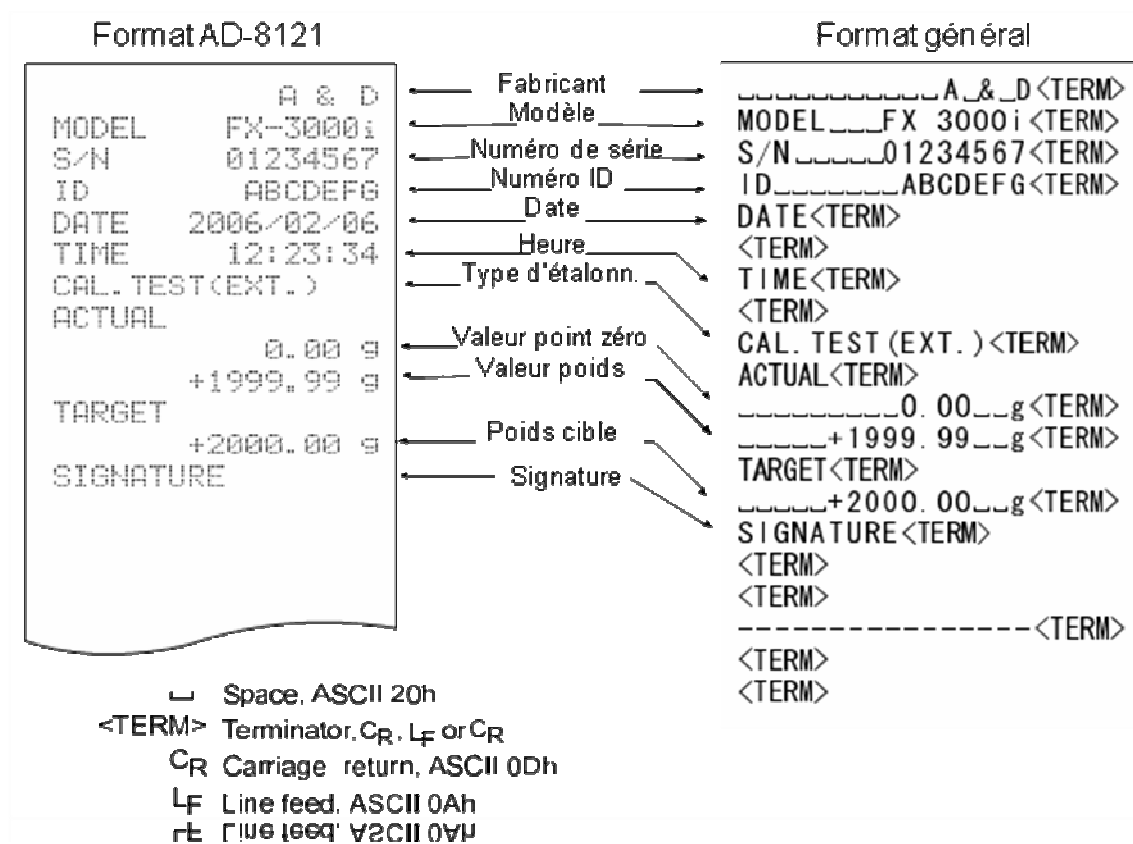 Format AD-8121
A & D
MODEL FX-3000i
S/N 01234567
ID ABCDEFG
DATE 2006/02/06
TIME 12:23:34
CAL.TEST(EXT.)
ACTUAL
0.00 g
+1999.99 g
TARGET
+2000.00 g
SIGNATURE
Fabricant
Modèle
Numéro de série
Numéro ID
Date
Heure
Type d'étalonn.
Valeur point zéro
Valeur poids
Poids cible
Signature
Format général
␣␣␣␣␣␣␣␣␣␣␣A␣&␣D<TERM>
MODEL␣␣␣FX 3000i<TERM>
S/N␣␣␣␣␣01234567<TERM>
ID␣␣␣␣␣␣␣ABCDEFG<TERM>
DATE<TERM>
<TERM>
TIME<TERM>
<TERM>
CAL.TEST(EXT.)<TERM>
ACTUAL<TERM>
␣␣␣␣␣␣␣␣␣0.00␣␣g<TERM>
␣␣␣␣␣+1999.99␣␣g<TERM>
TARGET<TERM>
␣␣␣␣␣+2000.00␣␣g<TERM>
SIGNATURE<TERM>
<TERM>
<TERM>
----------------<TERM>
<TERM>
<TERM>
␣ Space, ASCII 20h
<TERM> Terminator, CR, LF or CR
CR Carriage return, ASCII 0Dh
LF Line feed, ASCII 0Ah